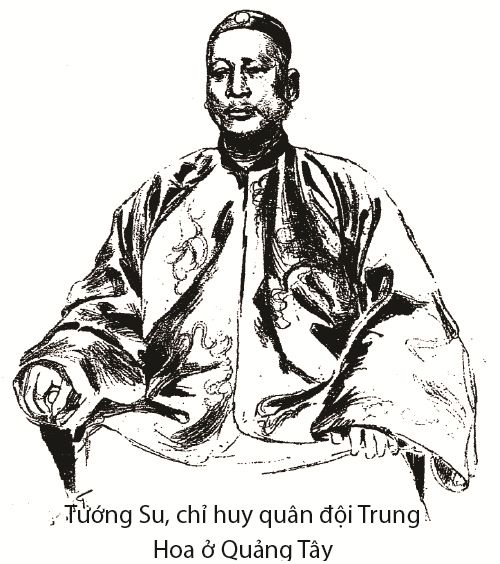 Tướng Su, chỉ huy quân đội Trung
Hoa ở Quảng Tây